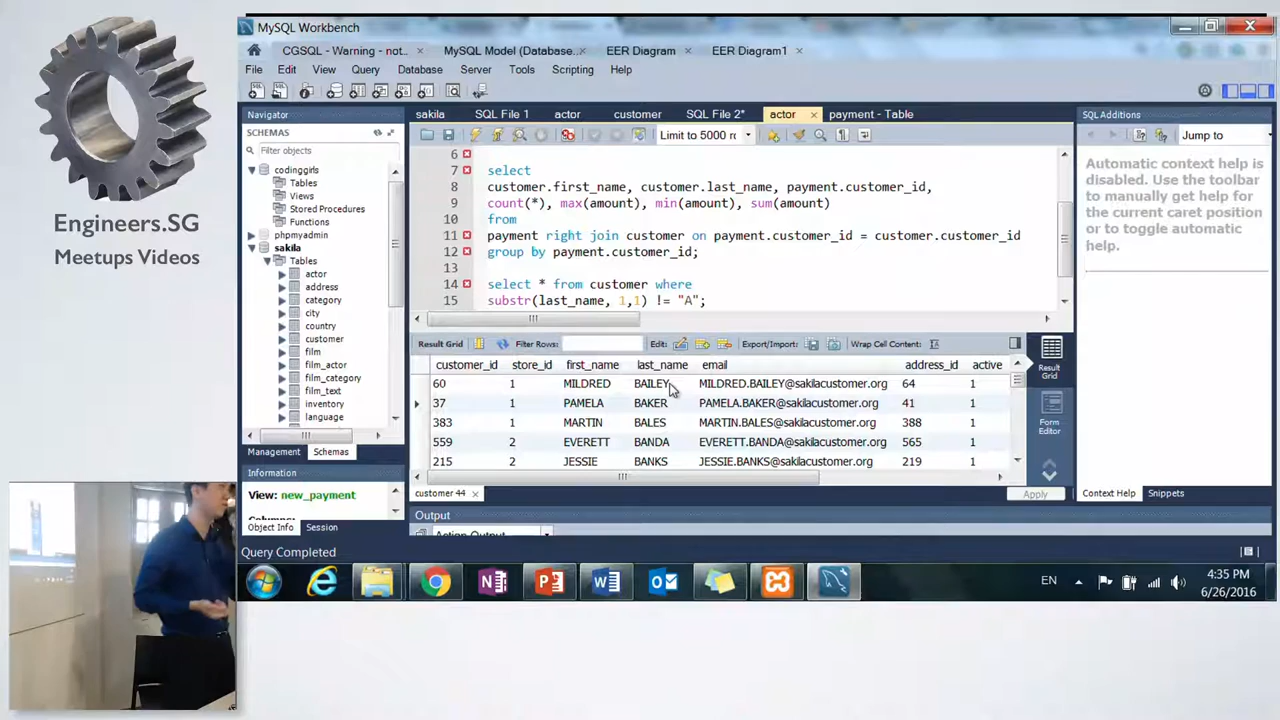 MySQL Workbench
CGSQL - Warning - not...
MySQL Model (Database...
EER Diagram
EER Diagram1
File Edit View Query Database Server Tools Scripting Help
Navigator
SCHEMAS
Filter objects
codinggirls
Tables
Views
Stored Procedures
Functions
phpmyadmin
sakila
Tables
actor
address
category
city
country
customer
film
film_actor
film_category
film_text
inventory
language
Management Schemas
Information
View: new_payment
Object Info Session
Query Completed
sakila SQL File 1 actor customer SQL File 2* actor payment - Table
Limit to 5000 r
6
7 select
8 customer.first_name, customer.last_name, payment.customer_id,
9 count(*), max(amount), min(amount), sum(amount)
10 from
11 payment right join customer on payment.customer_id = customer.customer_id
12 group by payment.customer_id;
13
14 select * from customer where
15 substr(last_name, 1,1) != "A";
Result Grid Filter Rows: Edit: Export/Import: Wrap Cell Content:
customer_id store_id first_name last_name email address_id active
60 1 MILDRED BAILEY MILDRED.BAILEY@sakilacustomer.org 64 1
37 1 PAMELA BAKER PAMELA.BAKER@sakilacustomer.org 41 1
383 1 MARTIN BALES MARTIN.BALES@sakilacustomer.org 388 1
559 2 EVERETT BANDA EVERETT.BANDA@sakilacustomer.org 565 1
215 2 JESSIE BANKS JESSIE.BANKS@sakilacustomer.org 219 1
customer 44
Apply
Output
Action Output
Result Grid
Form Editor
SQL Additions
Jump to
Automatic context help is
disabled. Use the toolbar
to manually get help for
the current caret position
or to toggle automatic
help.
Context Help Snippets
EN
4:35 PM
6/26/2016
Engineers.SG
Meetups Videos